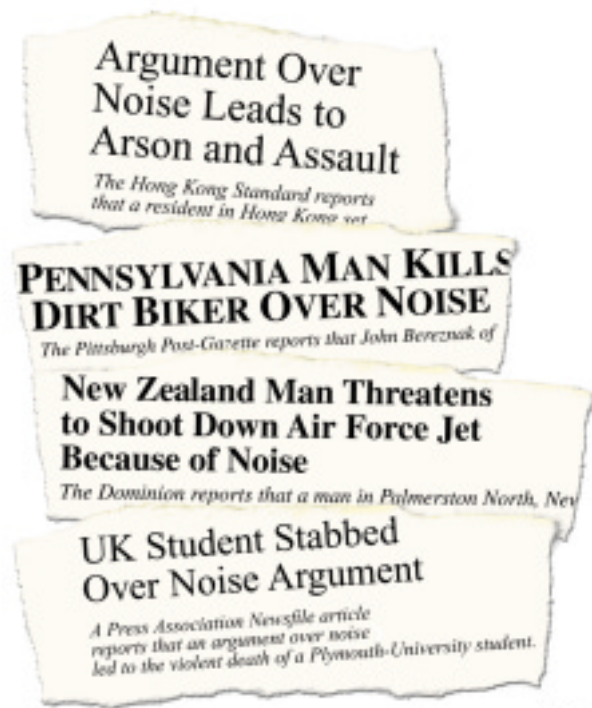 Argument Over
Noise Leads to
Arson and Assault
The Hong Kong Standard reports
that a resident in Hong Kong set
PENNSYLVANIA MAN KILLS
DIRT BIKER OVER NOISE
The Pittsburgh Post-Gazette reports that John Bereznak of
New Zealand Man Threatens
to Shoot Down Air Force Jet
Because of Noise
The Dominion reports that a man in Palmerston North, New
UK Student Stabbed
Over Noise Argument
A Press Association Newsfile article
reports that an argument over noise
led to the violent death of a Plymouth-University student.